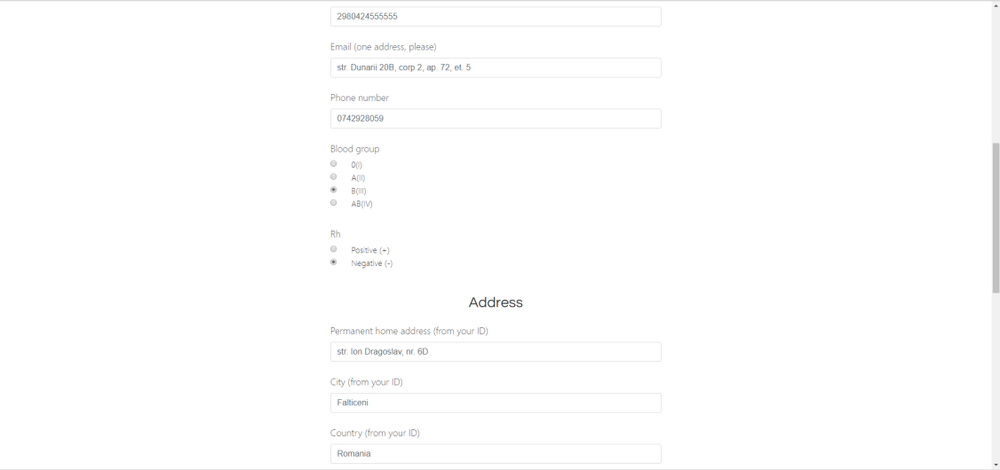 2980424555555
Email (one address, please)
str. Dunarii 20B, corp 2, ap. 72, et. 5
Phone number
0742928059
Blood group
0(I)
A(II)
B(III)
AB(IV)
Rh
Positive (+)
Negative (-)
Address
Permanent home address (from your ID)
str. Ion Dragoslav, nr. 6D
City (from your ID)
Falticeni
Country (from your ID)
Romania